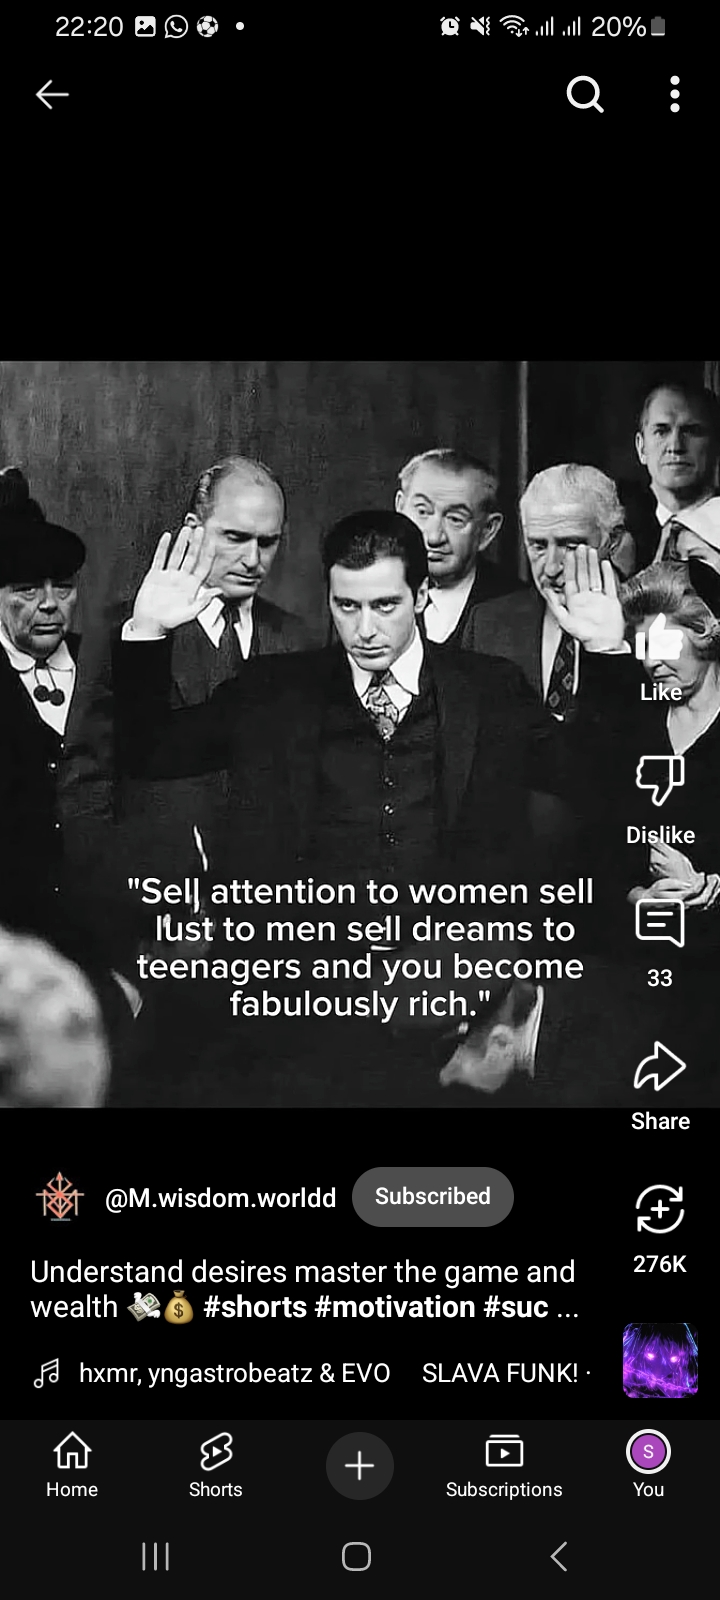 22:20
20%
"Sell attention to women sell
lust to men sell dreams to
teenagers and you become
fabulously rich."
Like
Dislike
33
Share
276K
@M.wisdom.worldd
Subscribed
Understand desires master the game and
wealth 💸💰 #shorts #motivation #suc ...
hxmr, yngastrobeatz & EVO SLAVA FUNK! ·
Home
Shorts
Subscriptions
S
You